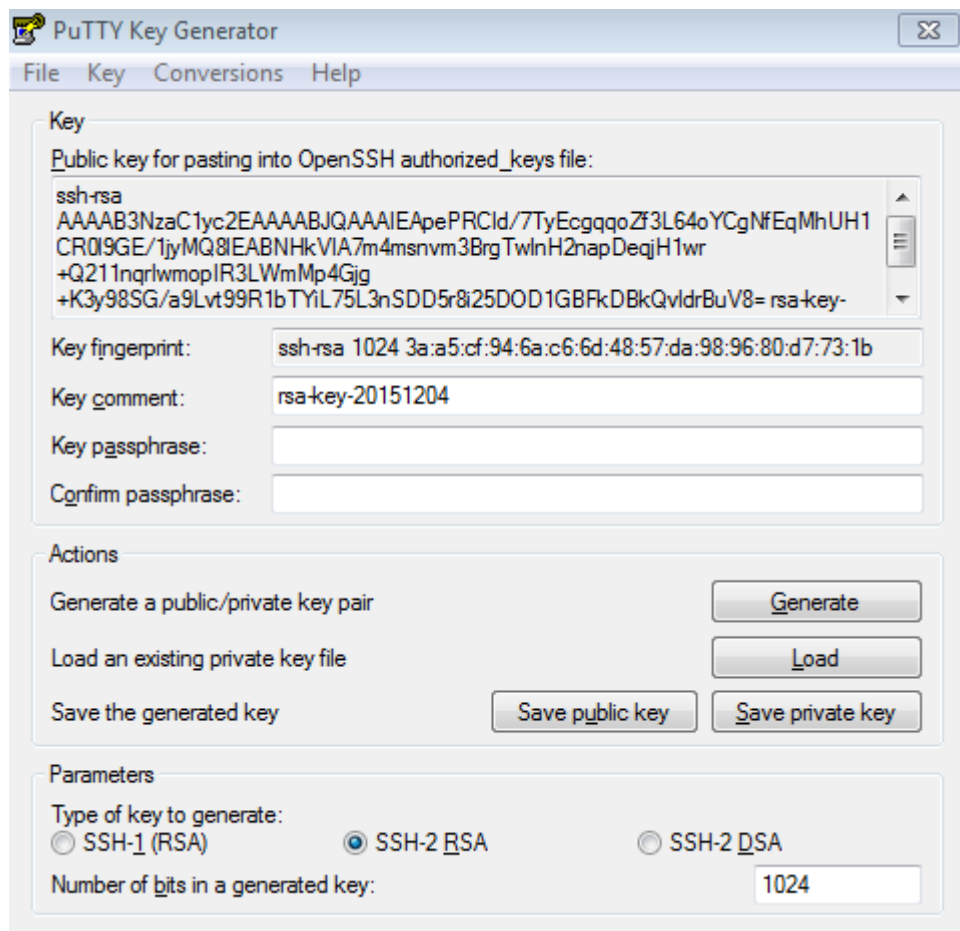 PuTTY Key Generator
File Key Conversions Help
Key
Public key for pasting into OpenSSH authorized_keys file:
ssh-rsa
AAAAB3NzaC1yc2EAAAABJQAAAIEApePRCld/7TyEcgqqoZf3L64oYCgNfEqMhUH1
CR0l9GE/1jyMQ8lEABNHkVIA7m4msnvm3BrgTwlnH2napDeqjH1wr
+Q211nqrlwmopIR3LWmMp4Gjg
+K3y98SG/a9Lvt99R1bTYiL75L3nSDD5r8i25DOD1GBFkDBkQvldrBuV8= rsa-key-
Key fingerprint: ssh-rsa 1024 3a:a5:cf:94:6a:c6:6d:48:57:da:98:96:80:d7:73:1b
Key comment: rsa-key-20151204
Key passphrase:
Confirm passphrase:
Actions
Generate a public/private key pair Generate
Load an existing private key file Load
Save the generated key Save public key Save private key
Parameters
Type of key to generate:
SSH-1 (RSA) SSH-2 RSA SSH-2 DSA
Number of bits in a generated key: 1024